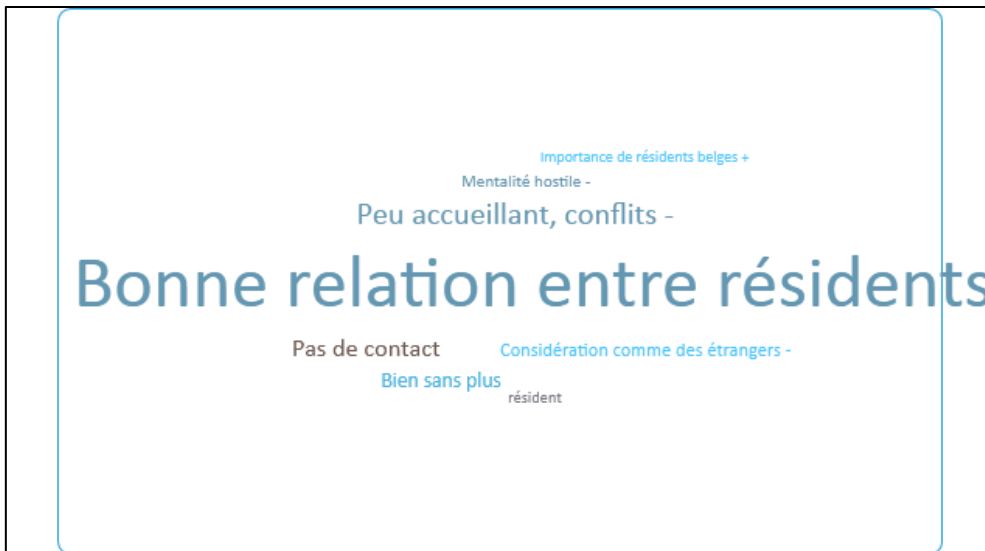 Importance de résidents belges +
Mentalité hostile -
Peu accueillant, conflits -
Bonne relation entre résidents
Pas de contact
Considération comme des étrangers -
Bien sans plus
résident